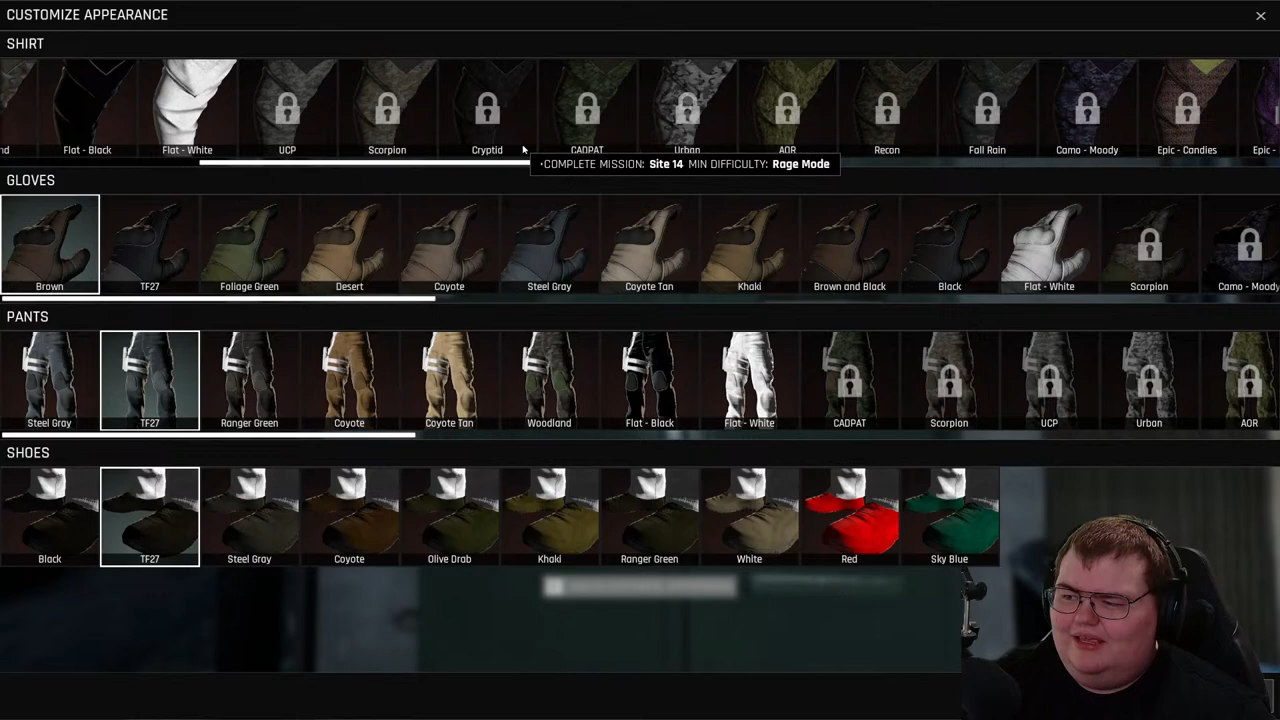 CUSTOMIZE APPEARANCE
SHIRT
nd Flat - Black Flat - White UCP Scorpion Cryptid CADPAT Urban AOR Recon Fall Rain Camo - Moody Epic - Candies Epic -
•COMPLETE MISSION: Site 14 MIN DIFFICULTY: Rage Mode
GLOVES
Brown TF27 Foliage Green Desert Coyote Steel Gray Coyote Tan Khaki Brown and Black Black Flat - White Scorpion Camo - Moody
PANTS
Steel Gray TF27 Ranger Green Coyote Coyote Tan Woodland Flat - Black Flat - White CADPAT Scorpion UCP Urban AOR
SHOES
Black TF27 Steel Gray Coyote Olive Drab Khaki Ranger Green White Red Sky Blue